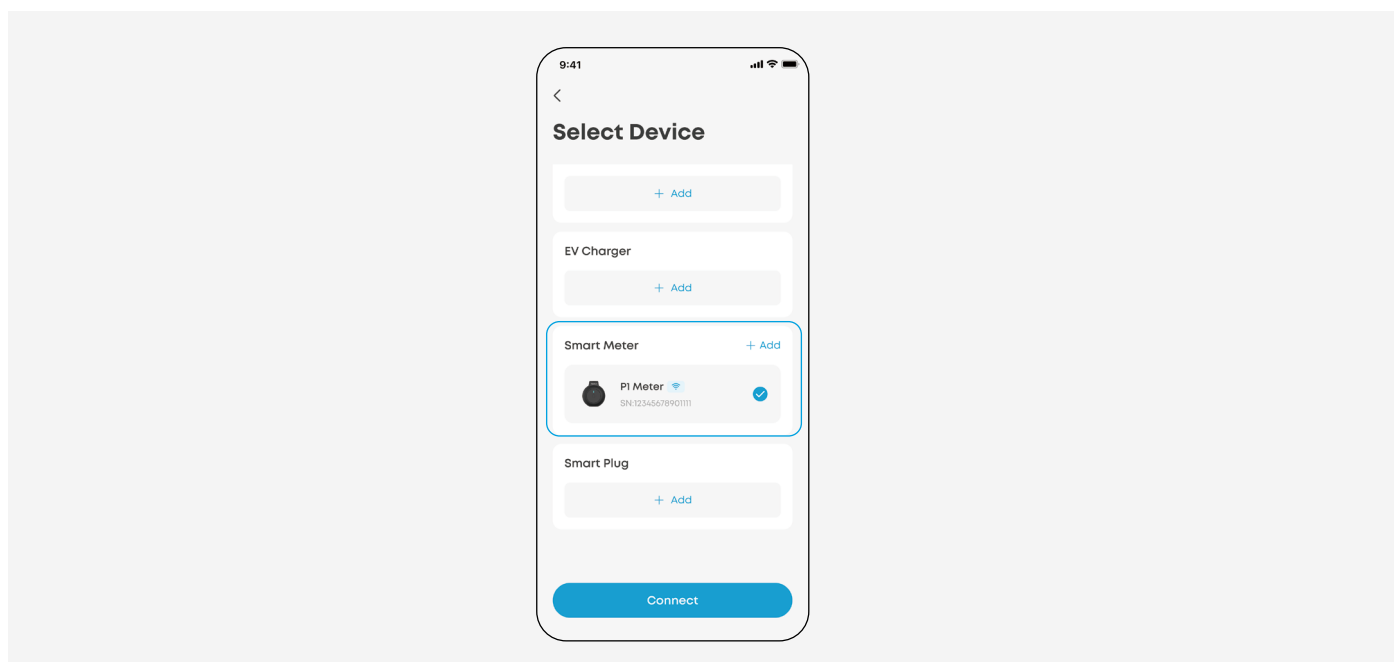 9:41
Select Device
+ Add
EV Charger
+ Add
Smart Meter + Add
P1 Meter
SN:12345678901111
Smart Plug
+ Add
Connect